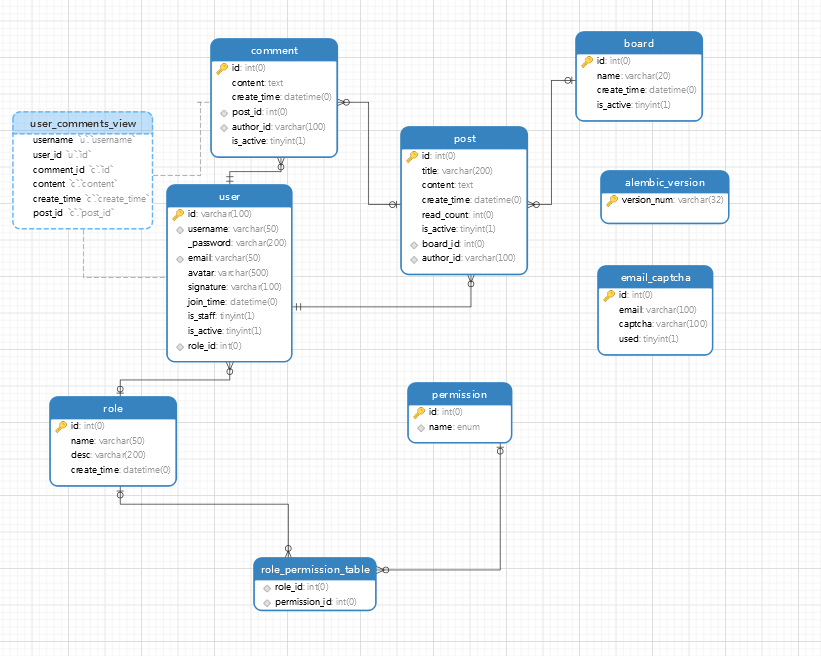 comment
id: int(0)
content: text
create_time: datetime(0)
post_id: int(0)
author_id: varchar(100)
is_active: tinyint(1)
board
id: int(0)
name: varchar(20)
create_time: datetime(0)
is_active: tinyint(1)
user_comments_view
username `u`.`username`
user_id `u`.`id`
comment_id `c`.`id`
content `c`.`content`
create_time `c`.`create_time`
post_id `c`.`post_id`
post
id: int(0)
title: varchar(200)
content: text
create_time: datetime(0)
read_count: int(0)
is_active: tinyint(1)
board_id: int(0)
author_id: varchar(100)
alembic_version
version_num: varchar(32)
user
id: varchar(100)
username: varchar(50)
_password: varchar(200)
email: varchar(50)
avatar: varchar(500)
signature: varchar(100)
join_time: datetime(0)
is_staff: tinyint(1)
is_active: tinyint(1)
role_id: int(0)
email_captcha
id: int(0)
email: varchar(100)
captcha: varchar(100)
used: tinyint(1)
role
id: int(0)
name: varchar(50)
desc: varchar(200)
create_time: datetime(0)
permission
id: int(0)
name: enum
role_permission_table
role_id: int(0)
permission_id: int(0)